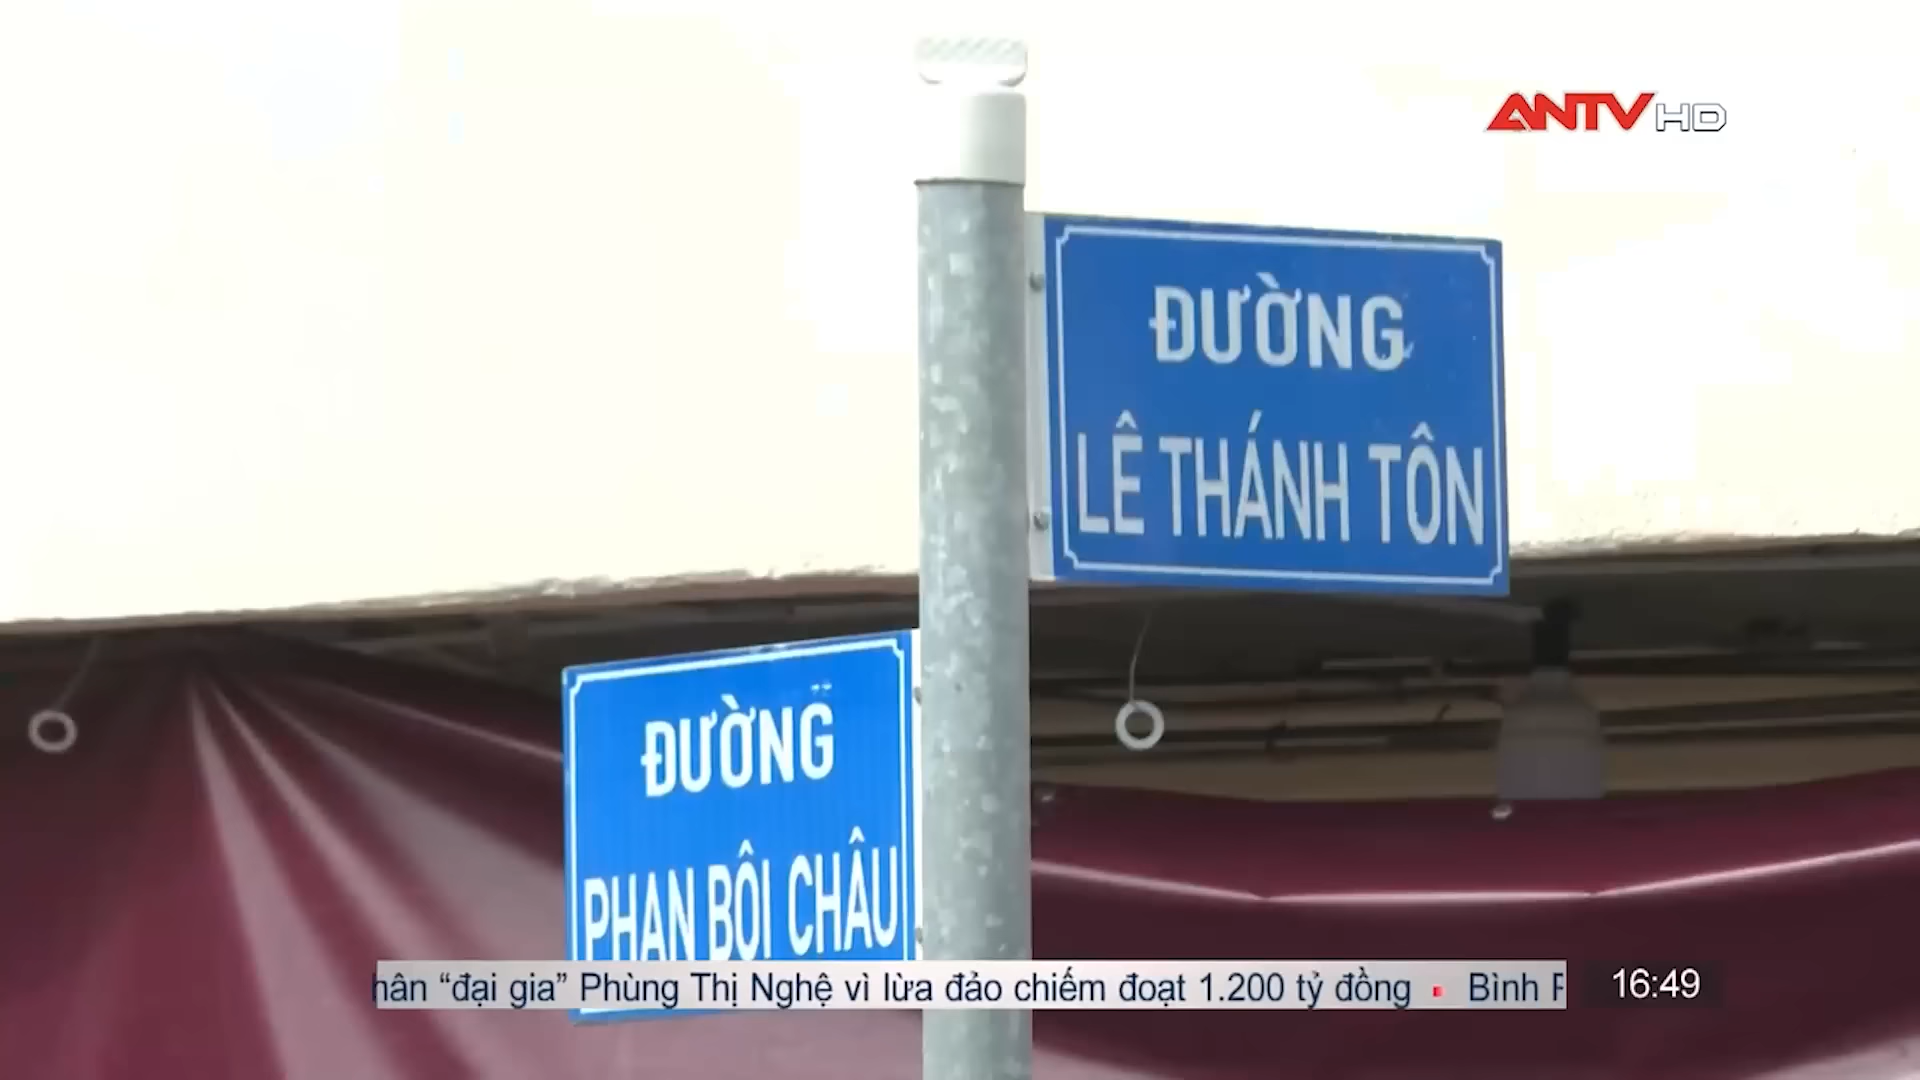 ANTV HD
ĐƯỜNG
LÊ THÁNH TÔN
ĐƯỜNG
PHAN BỘI CHÂU
hân “đại gia” Phùng Thị Nghệ vì lừa đảo chiếm đoạt 1.200 tỷ đồng ▪ Bình
16:49